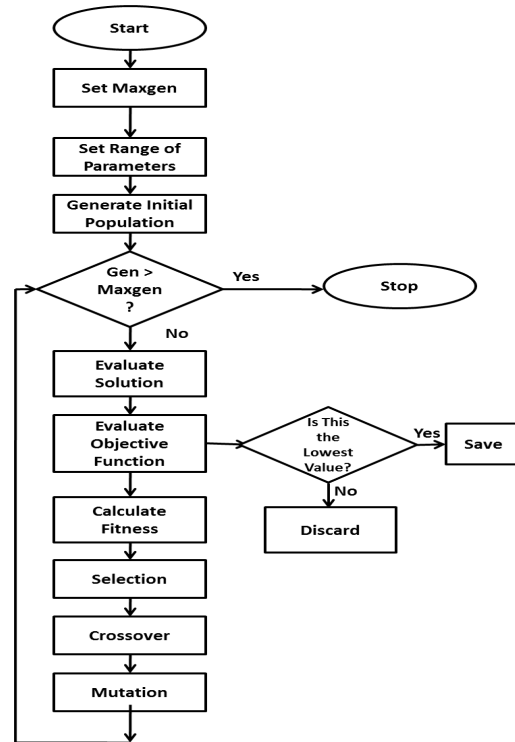 Start
Set Maxgen
Set Range of
Parameters
Generate Initial
Population
Gen >
Maxgen
?
Yes
Stop
No
Evaluate
Solution
Evaluate
Objective
Function
Is This
the
Lowest
Value?
Yes
Save
No
Discard
Calculate
Fitness
Selection
Crossover
Mutation